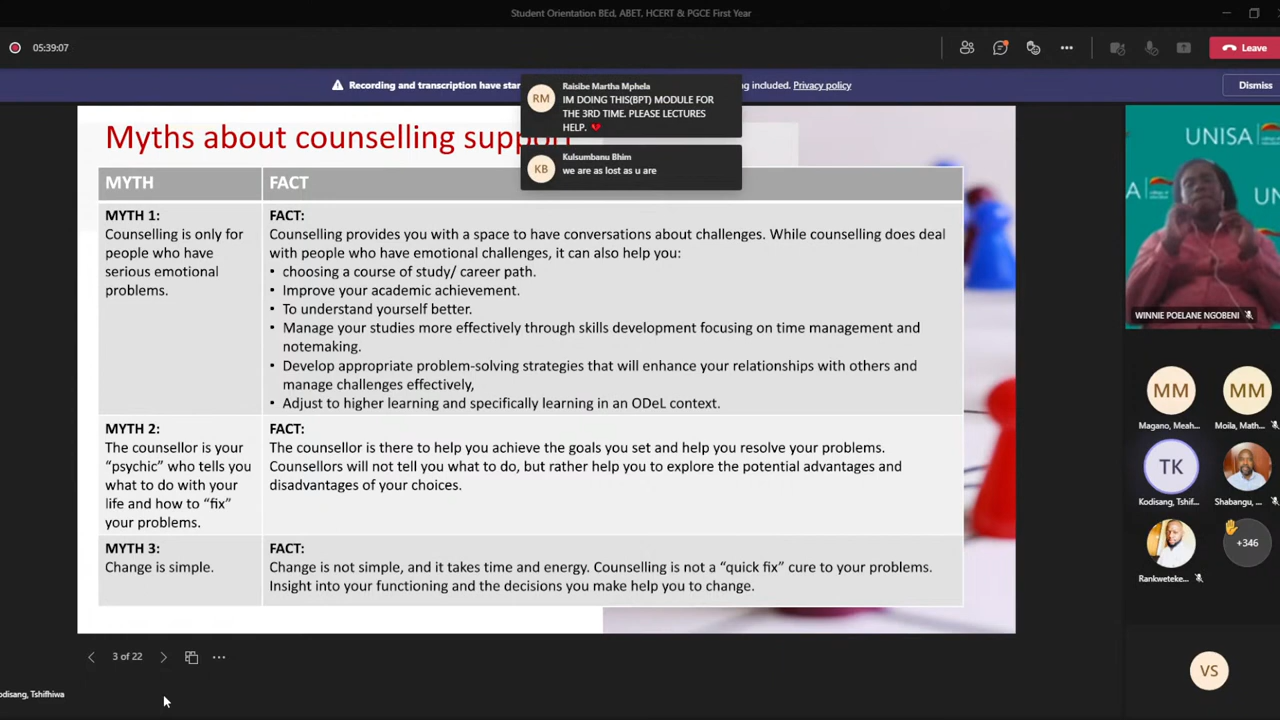 Student Orientation BEd, ABET, HCERT & PGCE First Year
05:39:07
Leave
Recording and transcription have star
ng included. Privacy policy
Dismiss
Raisibe Martha Mphela
RM
IM DOING THIS(BPT) MODULE FOR
THE 3RD TIME. PLEASE LECTURES
HELP. 💔
Kulsumbanu Bhim
KB
we are as lost as u are
Myths about counselling support
MYTH
FACT
MYTH 1:
Counselling is only for
people who have
serious emotional
problems.
FACT:
Counselling provides you with a space to have conversations about challenges. While counselling does deal
with people who have emotional challenges, it can also help you:
• choosing a course of study/ career path.
• Improve your academic achievement.
• To understand yourself better.
• Manage your studies more effectively through skills development focusing on time management and
notemaking.
• Develop appropriate problem-solving strategies that will enhance your relationships with others and
manage challenges effectively,
• Adjust to higher learning and specifically learning in an ODeL context.
MYTH 2:
The counsellor is your
“psychic” who tells you
what to do with your
life and how to “fix”
your problems.
FACT:
The counsellor is there to help you achieve the goals you set and help you resolve your problems.
Counsellors will not tell you what to do, but rather help you to explore the potential advantages and
disadvantages of your choices.
MYTH 3:
Change is simple.
FACT:
Change is not simple, and it takes time and energy. Counselling is not a “quick fix” cure to your problems.
Insight into your functioning and the decisions you make help you to change.
3 of 22
odisang, Tshifhiwa
UNISA
WINNIE POELANE NGOBENI
MM
MM
Magano, Meah...
Moila, Math...
TK
Kodisang, Tshif...
Shabangu,
+346
Rankweteke...
VS